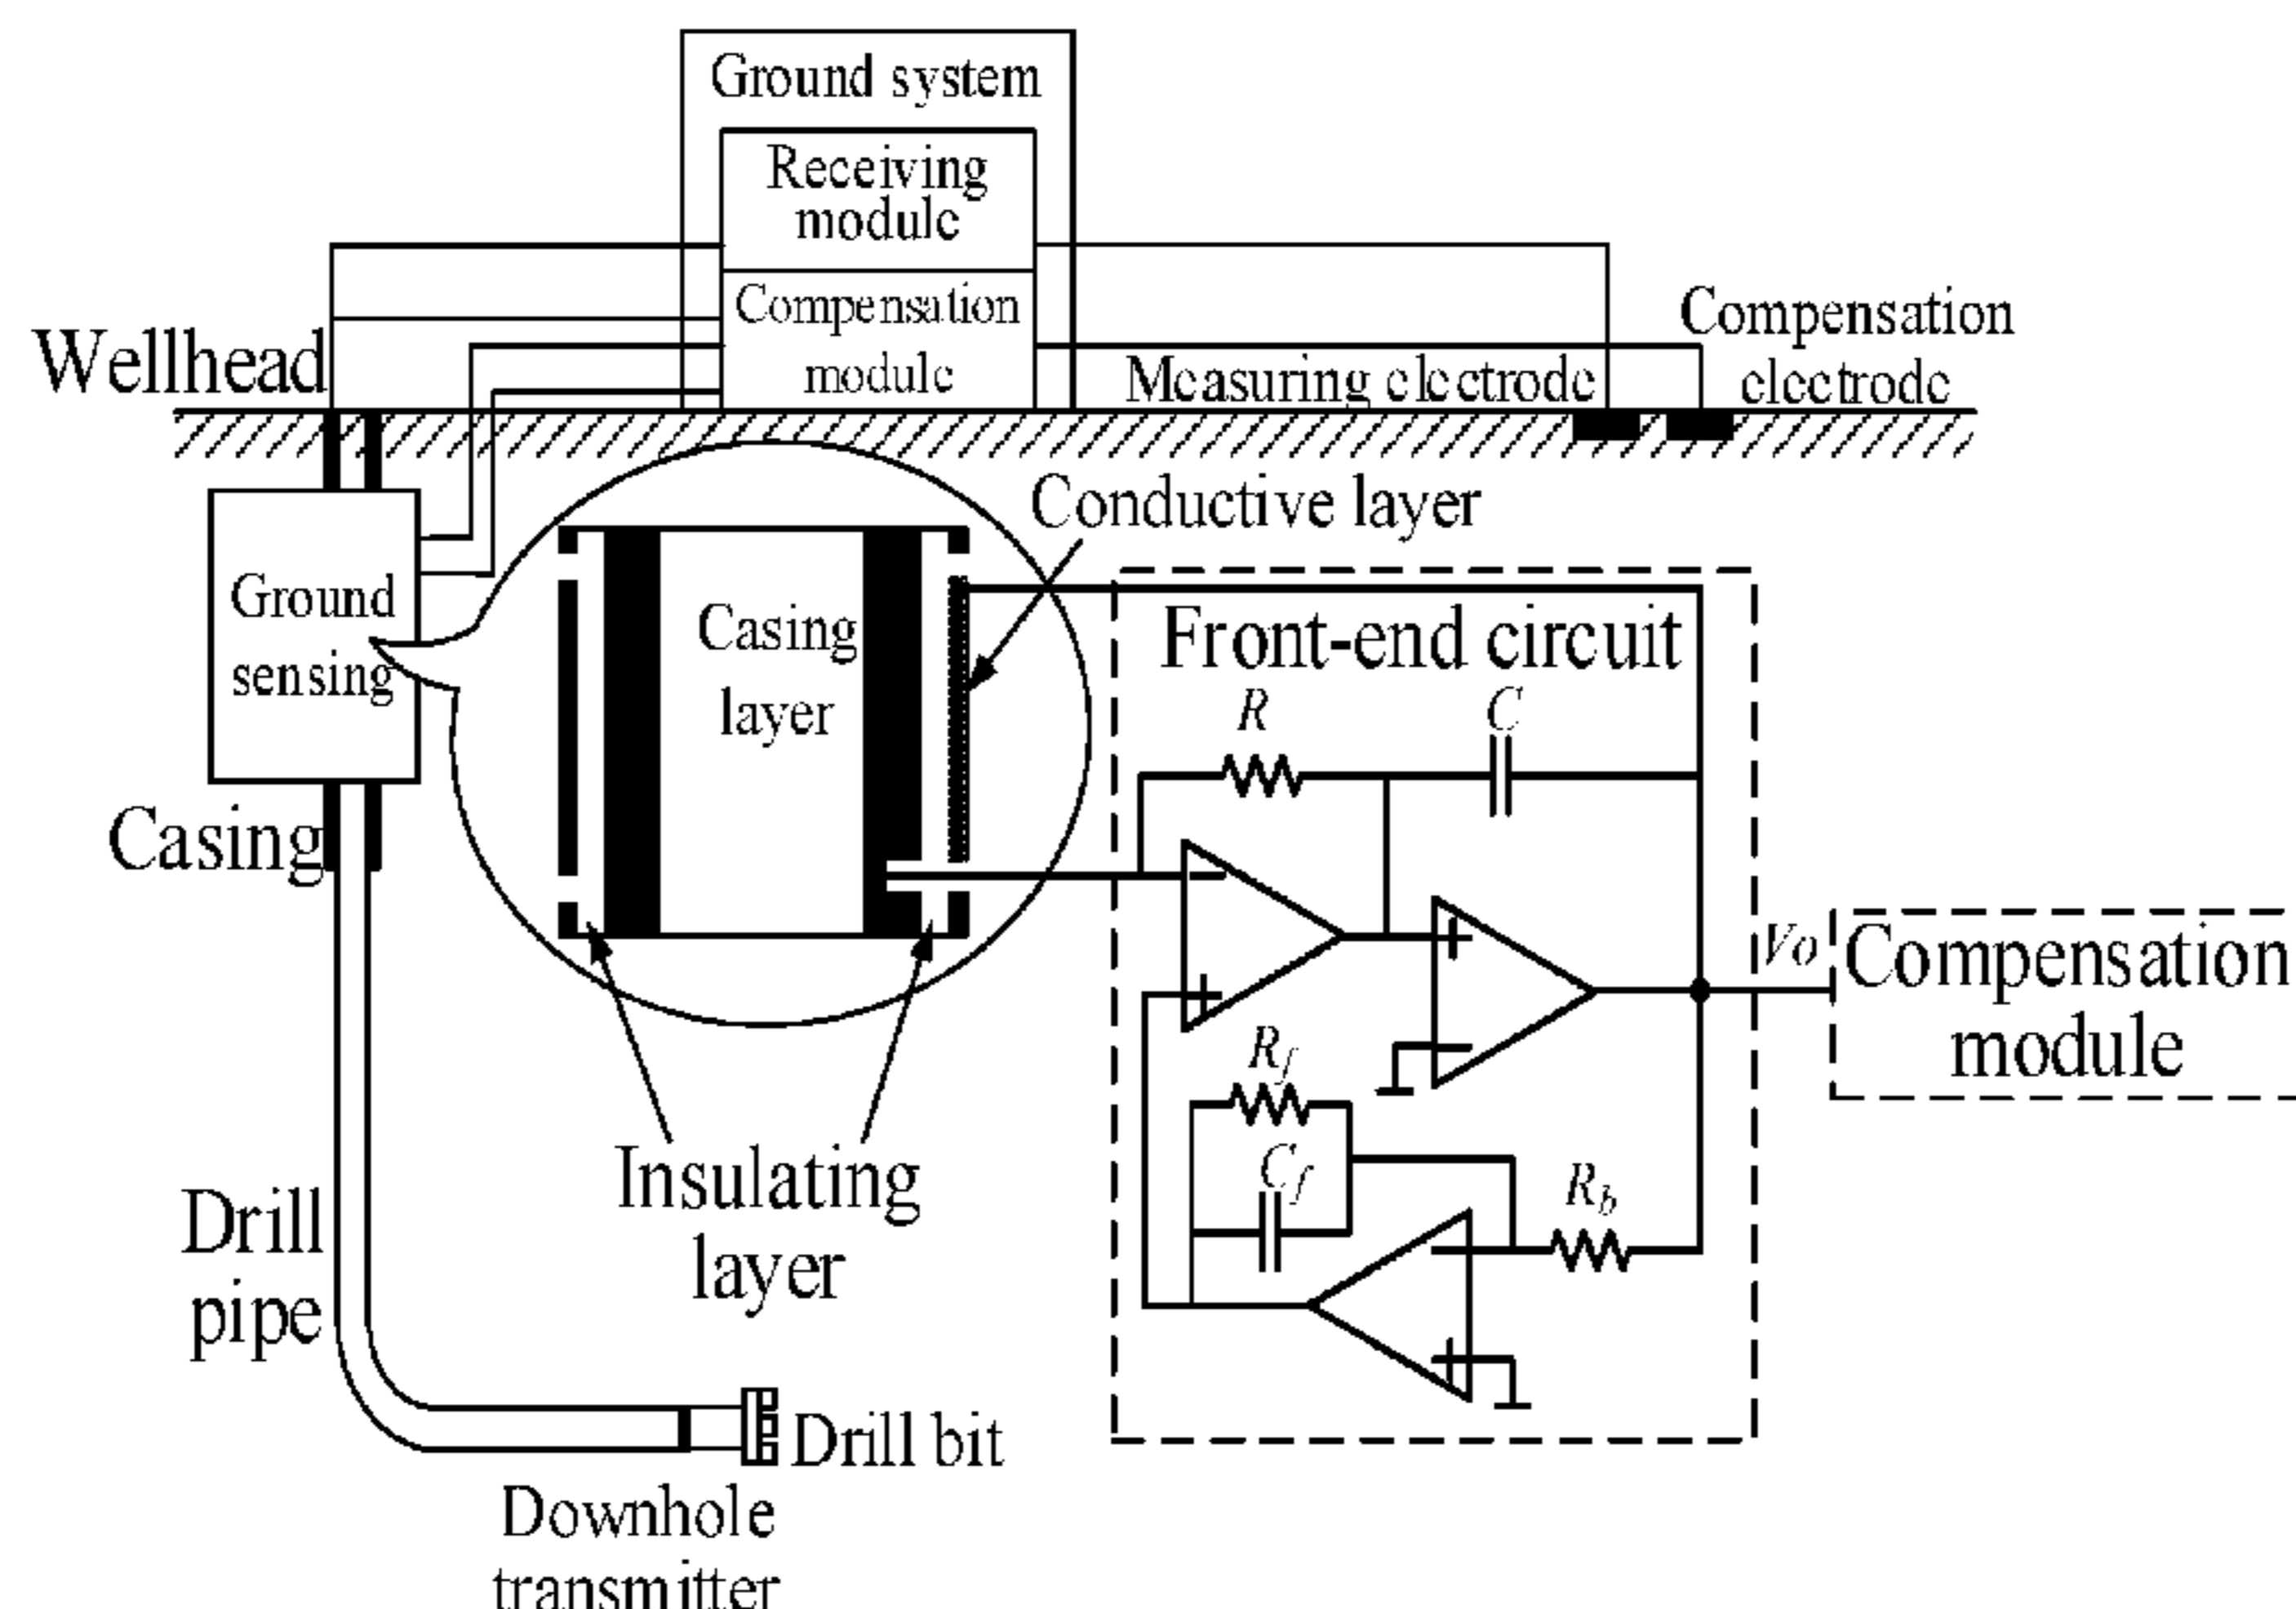 Ground system
Receiving
module
Compensation
module
Wellhead
Measuring electrode
Compensation
electrode
Conductive layer
Ground
sensing
Casing
layer
Front-end circuit
R
C
Casing
Vo
Compensation
module
Rf
Cf
Rb
Insulating
layer
Drill
pipe
Drill bit
Downhole
transmitter